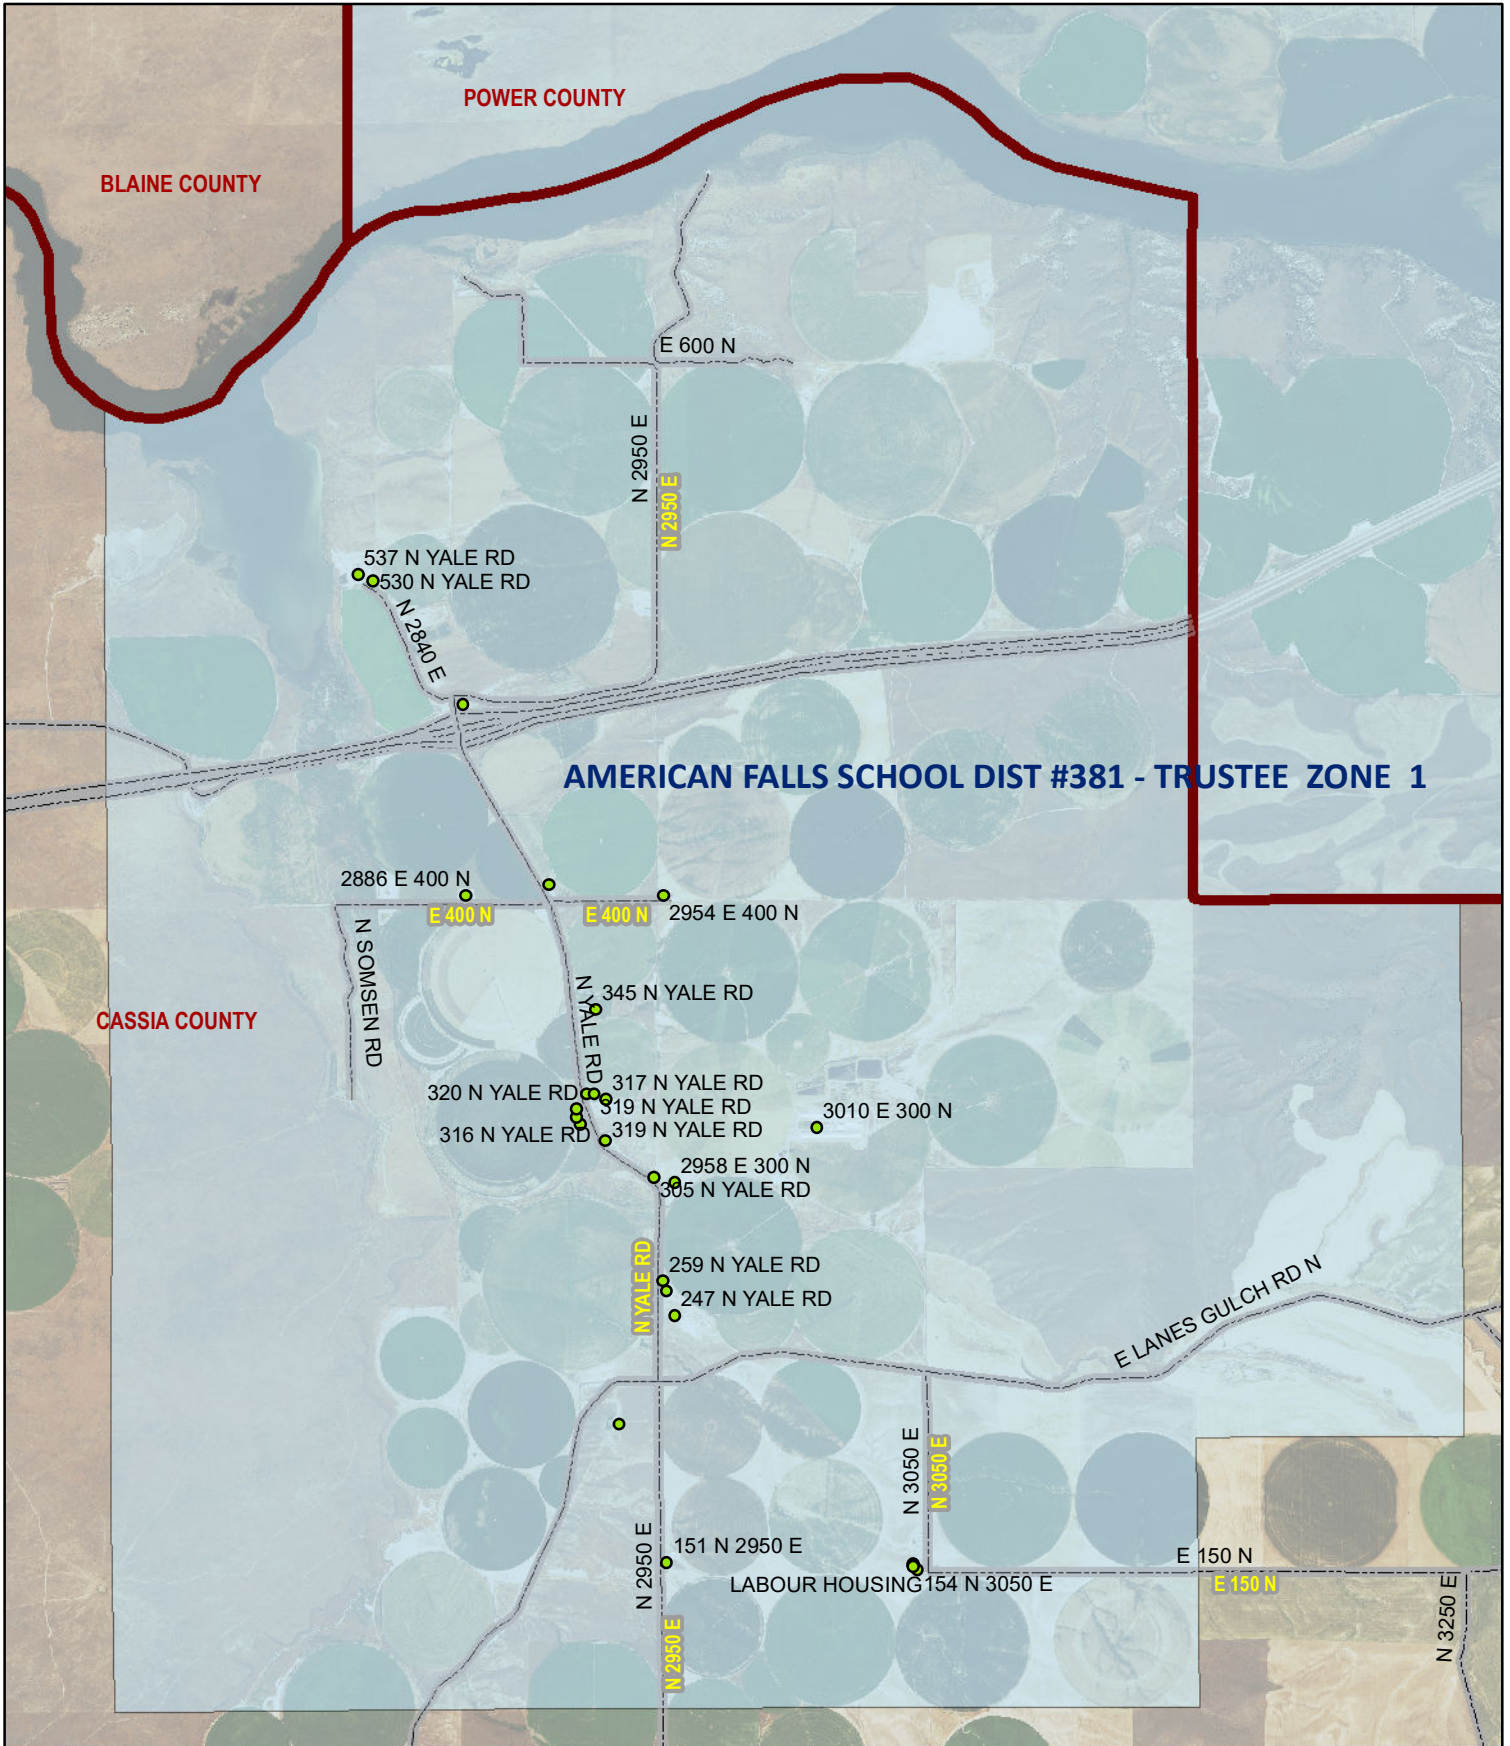 POWER COUNTY
BLAINE COUNTY
E 600 N
N 2950 E
N 2950 E
537 N YALE RD
530 N YALE RD
N 2840 E
AMERICAN FALLS SCHOOL DIST #381 - TRUSTEE ZONE 1
2886 E 400 N
E 400 N
E 400 N
2954 E 400 N
N SOMSEN RD
CASSIA COUNTY
345 N YALE RD
N YALE RD
320 N YALE RD
317 N YALE RD
319 N YALE RD
3010 E 300 N
316 N YALE RD
319 N YALE RD
2958 E 300 N
305 N YALE RD
N YALE RD
259 N YALE RD
247 N YALE RD
E LANES GULCH RD N
N 3050 E
N 3050 E
N 2950 E
151 N 2950 E
E 150 N
LABOUR HOUSING
154 N 3050 E
E 150 N
N 3250 E
N 2950 E